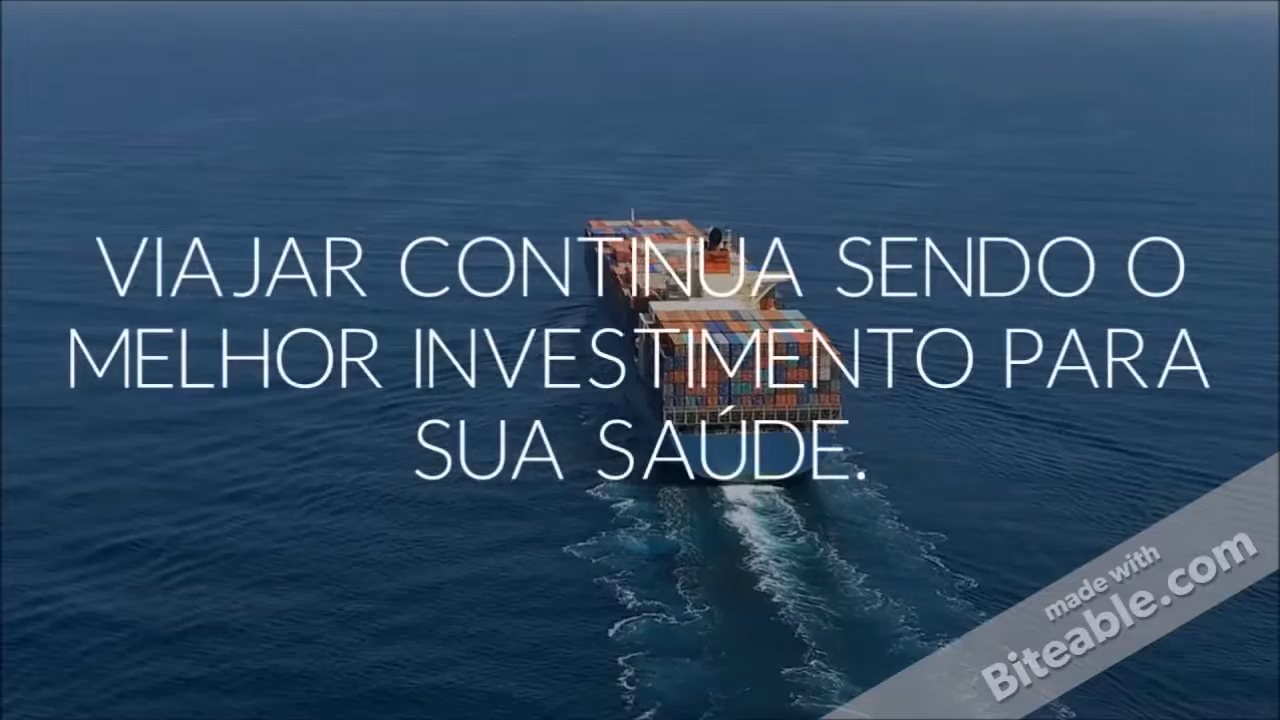 VIAJAR CONTINUA SENDO O
MELHOR INVESTIMENTO PARA
SUA SAÚDE.
made with
Biteable.com